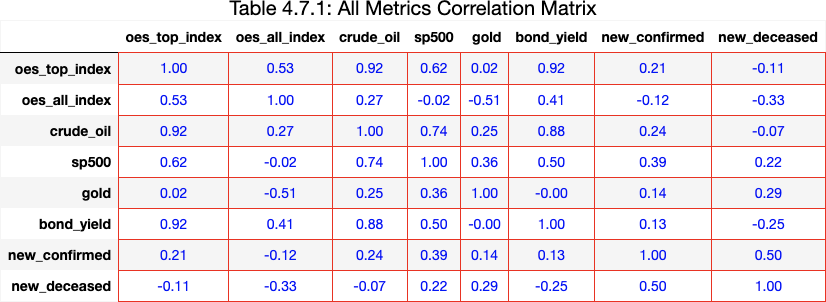 Table 4.7.1: All Metrics Correlation Matrix
oes_top_index oes_all_index crude_oil sp500 gold bond_yield new_confirmed new_deceased
oes_top_index 1.00 0.53 0.92 0.62 0.02 0.92 0.21 -0.11
oes_all_index 0.53 1.00 0.27 -0.02 -0.51 0.41 -0.12 -0.33
crude_oil 0.92 0.27 1.00 0.74 0.25 0.88 0.24 -0.07
sp500 0.62 -0.02 0.74 1.00 0.36 0.50 0.39 0.22
gold 0.02 -0.51 0.25 0.36 1.00 -0.00 0.14 0.29
bond_yield 0.92 0.41 0.88 0.50 -0.00 1.00 0.13 -0.25
new_confirmed 0.21 -0.12 0.24 0.39 0.14 0.13 1.00 0.50
new_deceased -0.11 -0.33 -0.07 0.22 0.29 -0.25 0.50 1.00